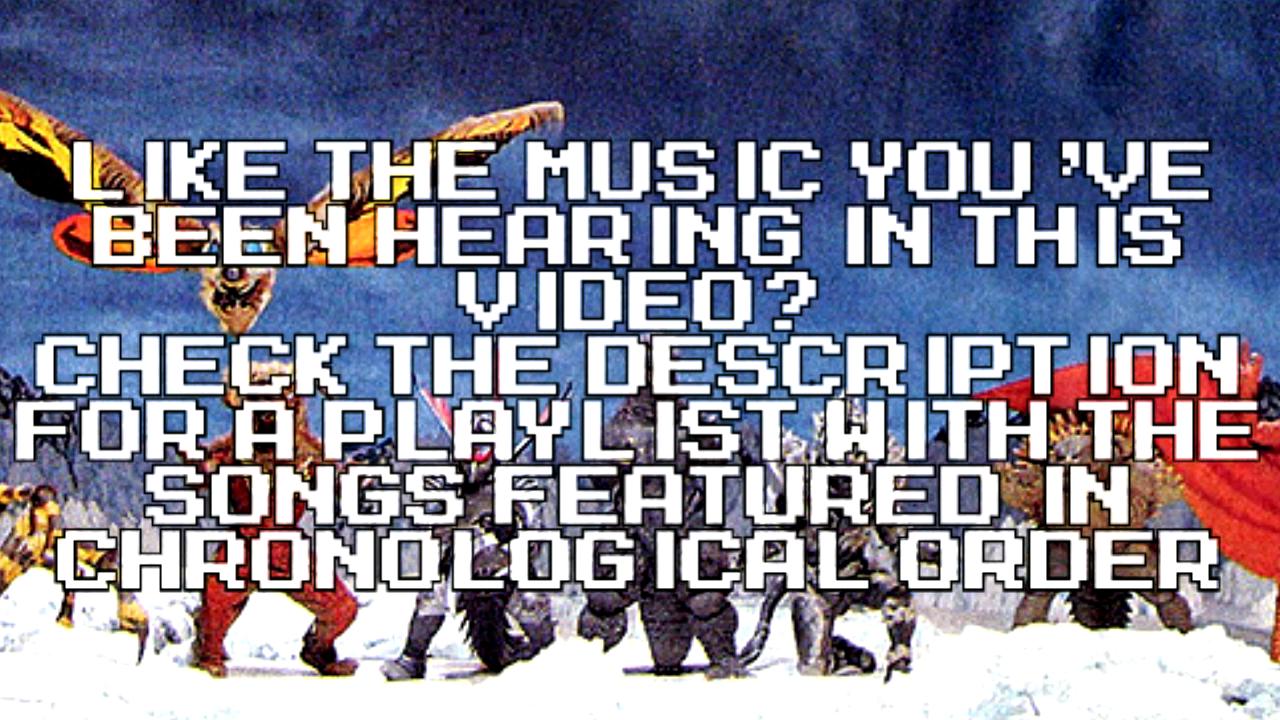 LIKE THE MUSIC YOU'VE
BEEN HEARING IN THIS
VIDEO?
CHECK THE DESCRIPTION
FOR A PLAYLIST WITH THE
SONGS FEATURED IN
CHRONOLOGICAL ORDER